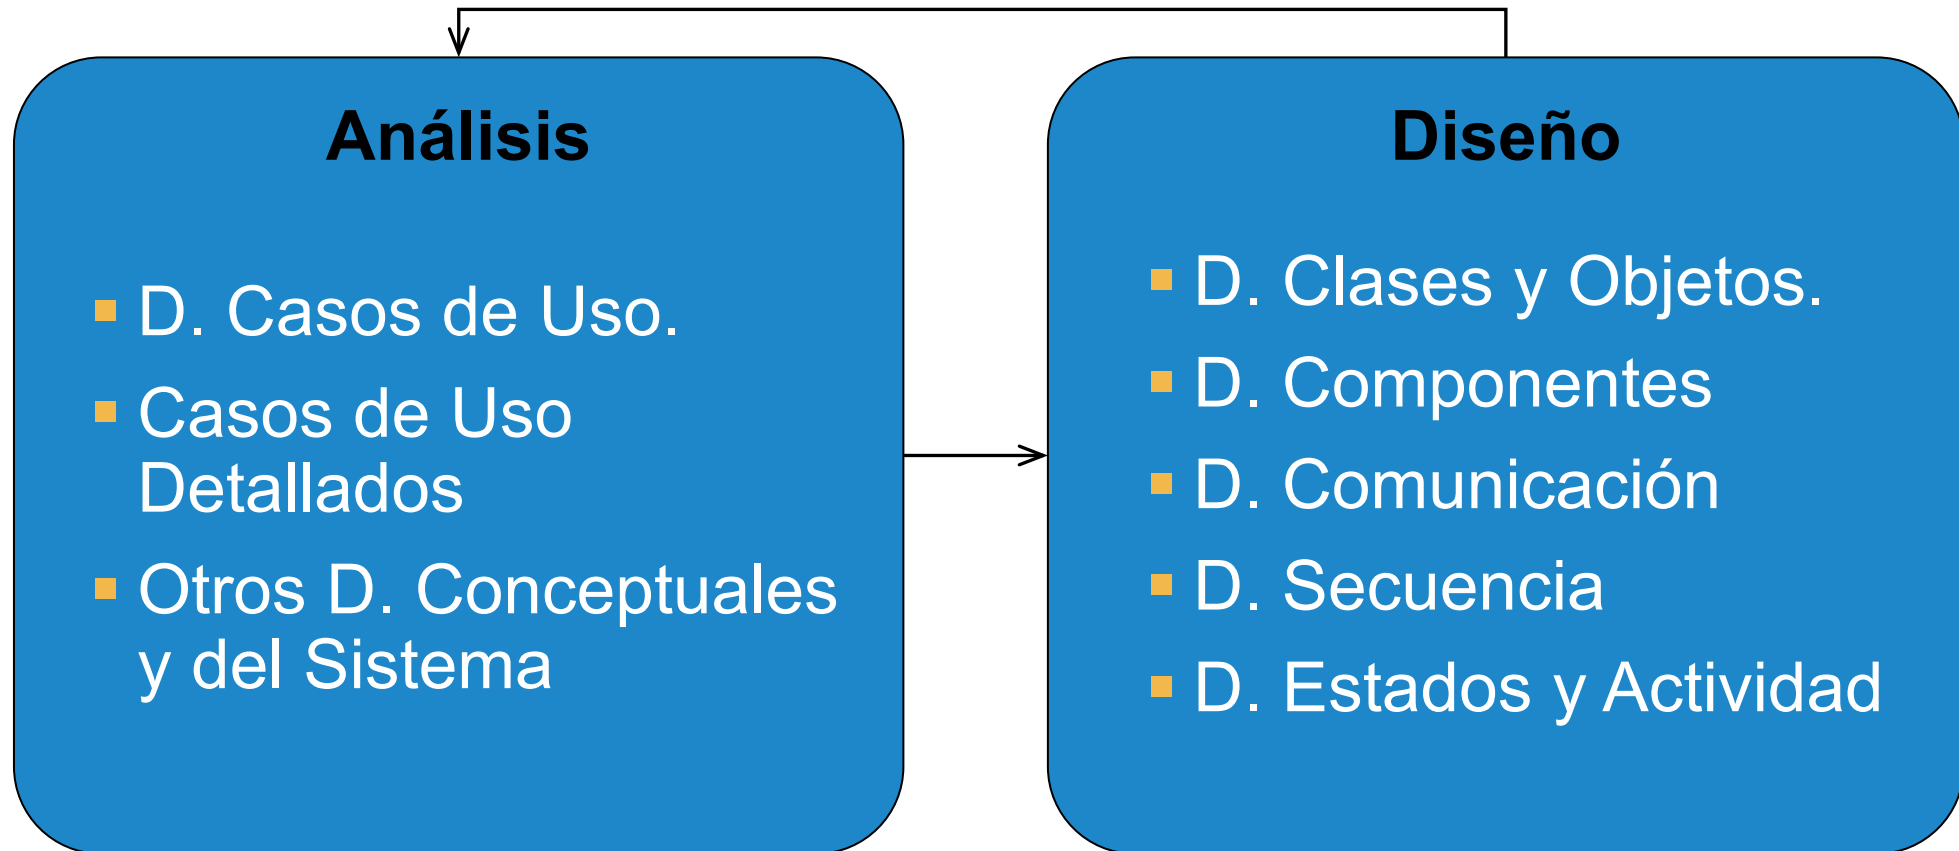 Análisis
D. Casos de Uso.
Casos de Uso
Detallados
Otros D. Conceptuales
y del Sistema
Diseño
D. Clases y Objetos.
D. Componentes
D. Comunicación
D. Secuencia
D. Estados y Actividad